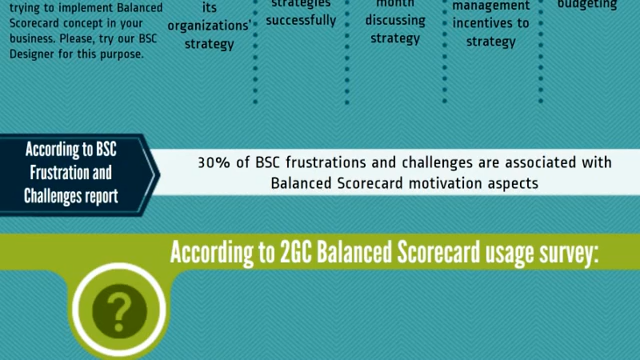 trying to implement Balanced
Scorecard concept in your
business. Please, try our BSC
Designer for this purpose.
its
organizations'
strategy
strategies
successfully
month
discussing
strategy
management
incentives to
strategy
budgeting
According to BSC
Frustration and
Challenges report
30% of BSC frustrations and challenges are associated with
Balanced Scorecard motivation aspects
According to 2GC Balanced Scorecard usage survey:
?